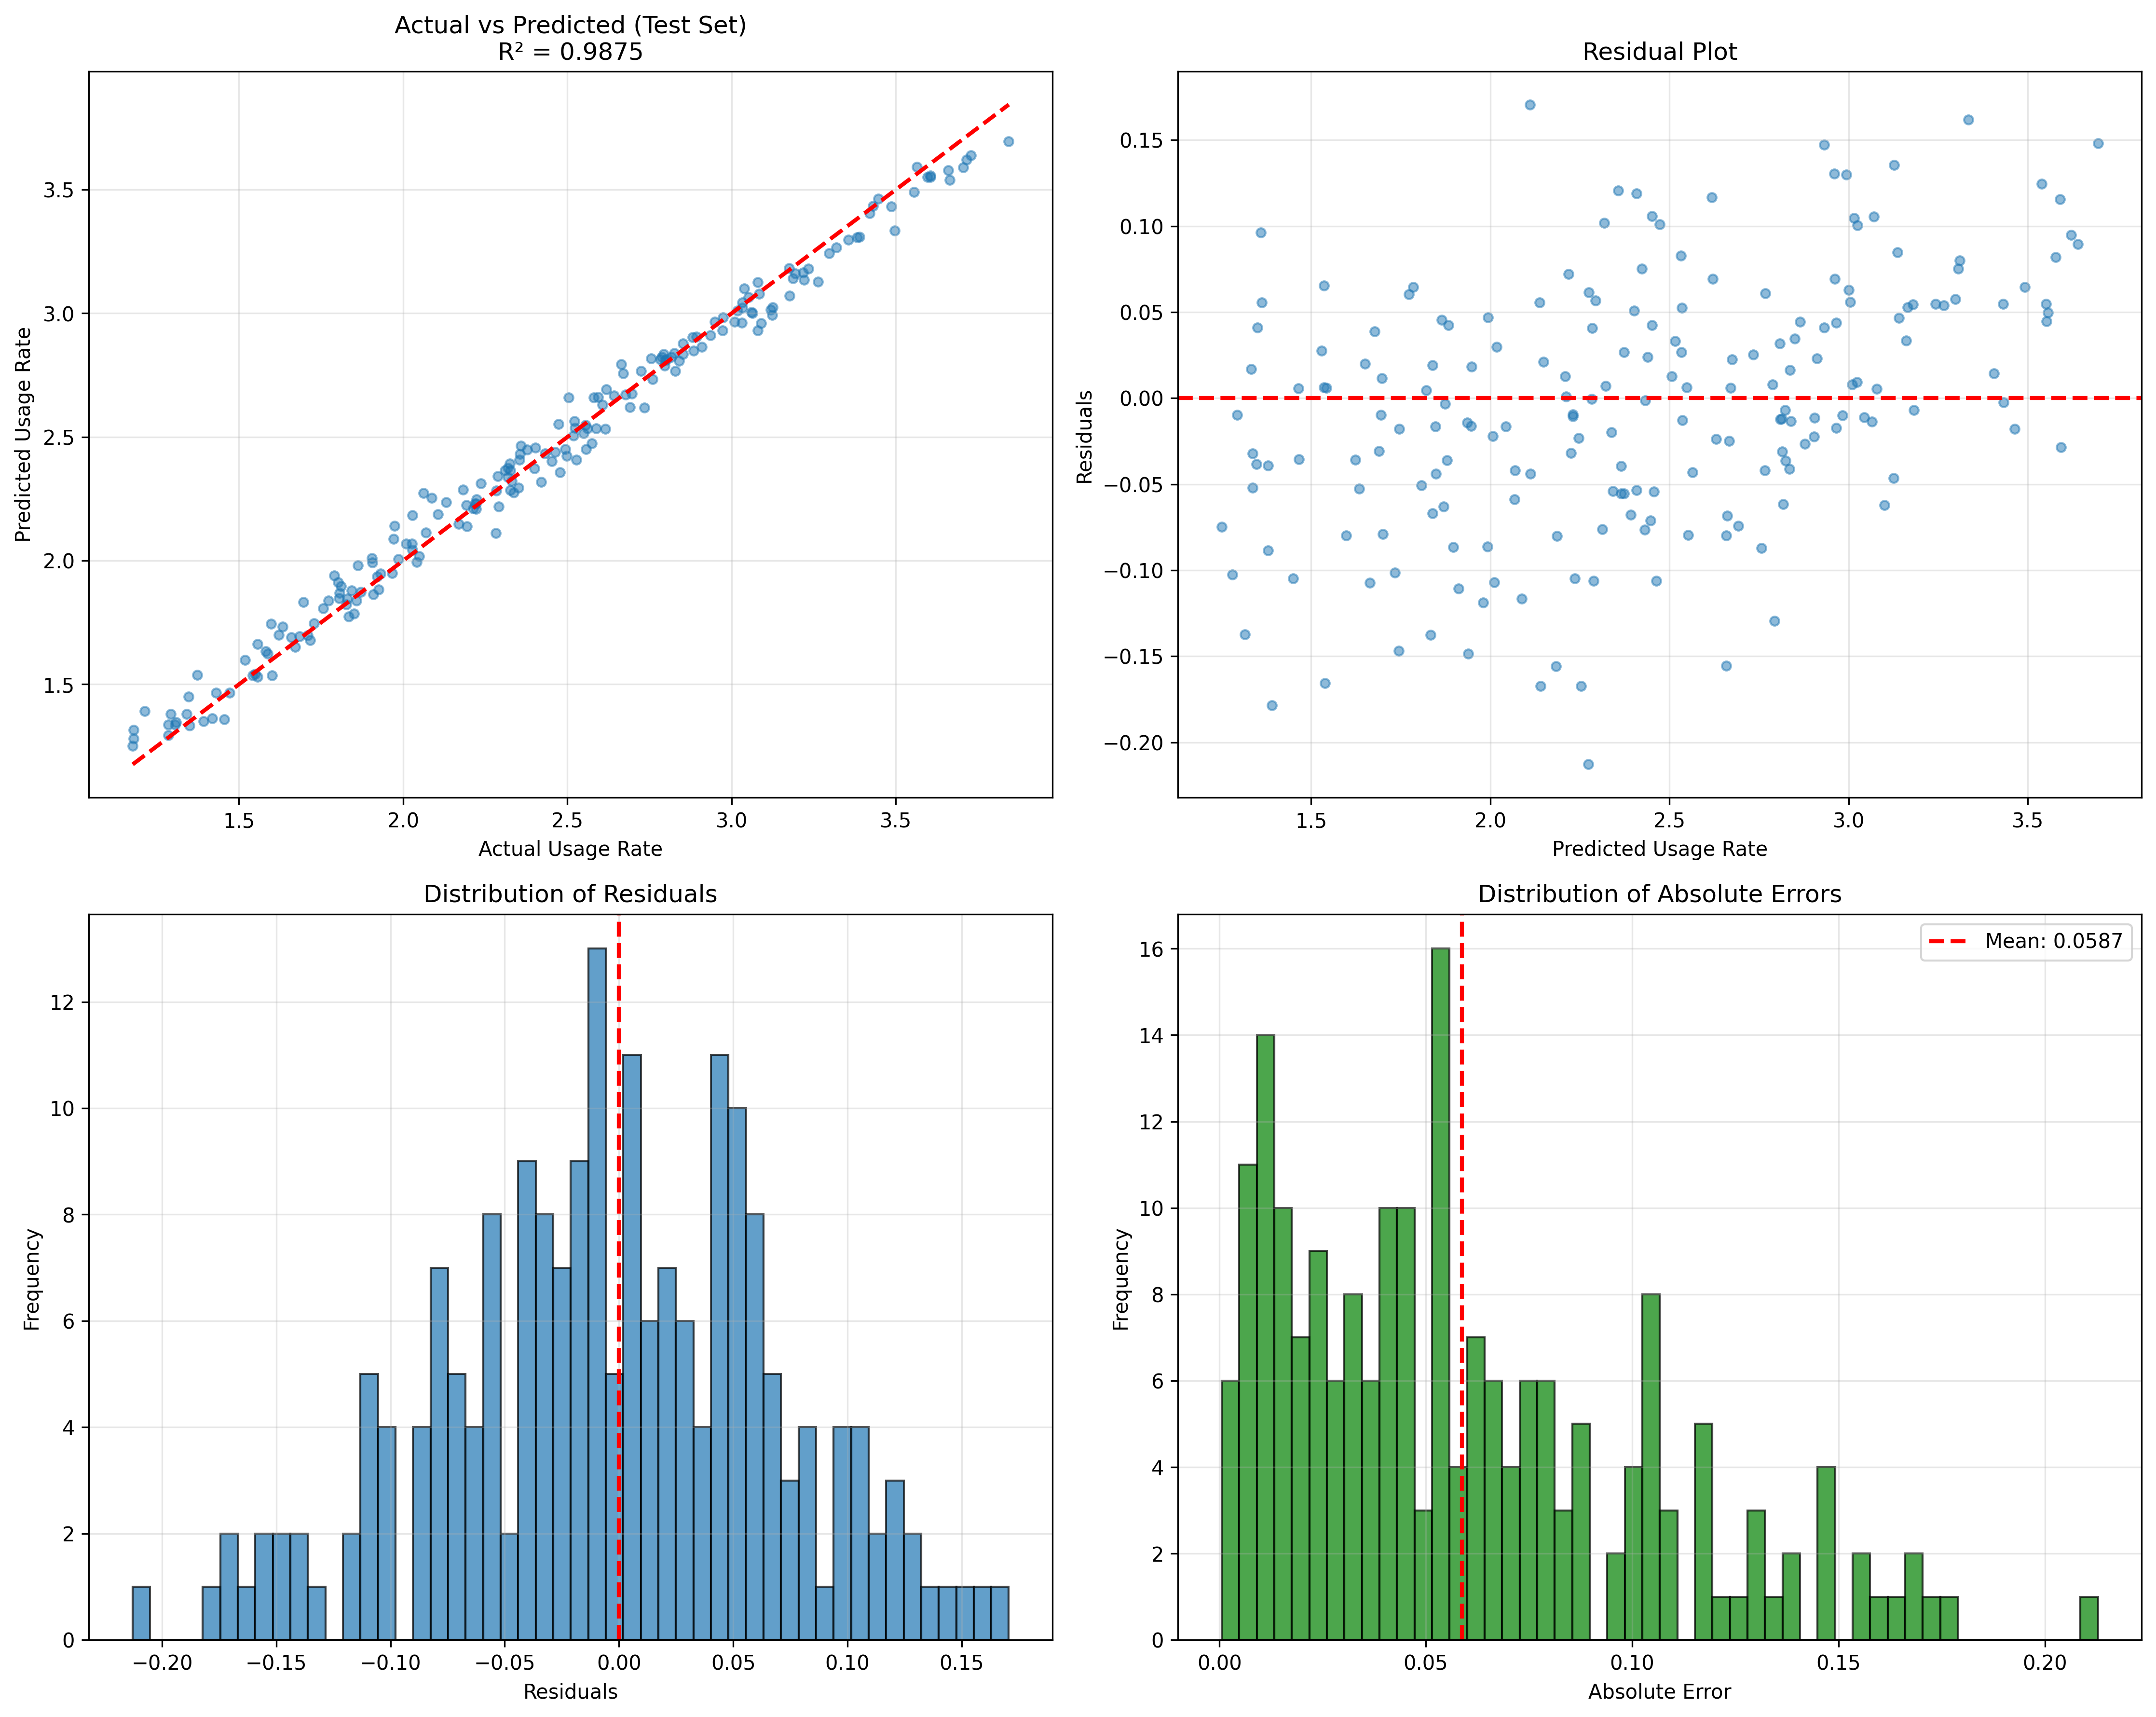 Actual vs Predicted (Test Set)
R² = 0.9875
Predicted Usage Rate
3.5
3.0
2.5
2.0
1.5
1.5 2.0 2.5 3.0 3.5
Actual Usage Rate
Residual Plot
Residuals
0.15
0.10
0.05
0.00
−0.05
−0.10
−0.15
−0.20
1.5 2.0 2.5 3.0 3.5
Predicted Usage Rate
Distribution of Residuals
Frequency
12
10
8
6
4
2
0
−0.20 −0.15 −0.10 −0.05 0.00 0.05 0.10 0.15
Residuals
Distribution of Absolute Errors
Mean: 0.0587
Frequency
16
14
12
10
8
6
4
2
0
0.00 0.05 0.10 0.15 0.20
Absolute Error